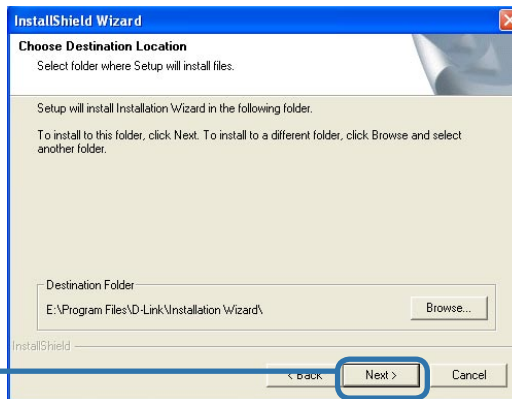 InstallShield Wizard
Choose Destination Location
Select folder where Setup will install files.
Setup will install Installation Wizard in the following folder.
To install to this folder, click Next. To install to a different folder, click Browse and select
another folder.
Destination Folder
E:\Program Files\D-Link\Installation Wizard\
Browse...
InstallShield
< Back
Next >
Cancel